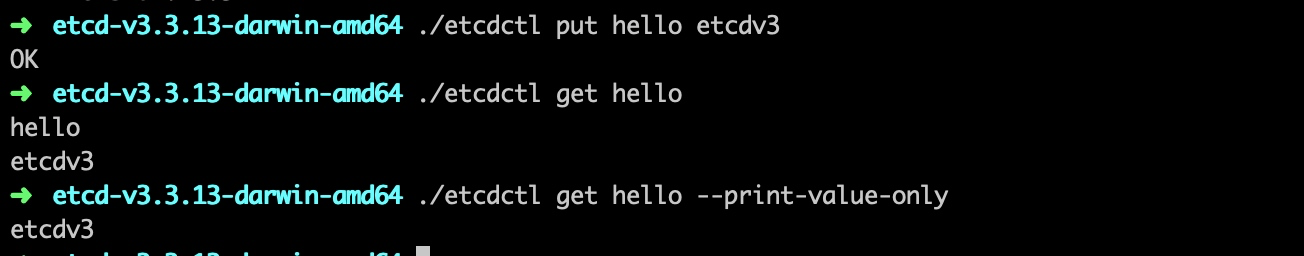 ➜ etcd-v3.3.13-darwin-amd64 ./etcdctl put hello etcdv3
OK
➜ etcd-v3.3.13-darwin-amd64 ./etcdctl get hello
hello
etcdv3
➜ etcd-v3.3.13-darwin-amd64 ./etcdctl get hello --print-value-only
etcdv3